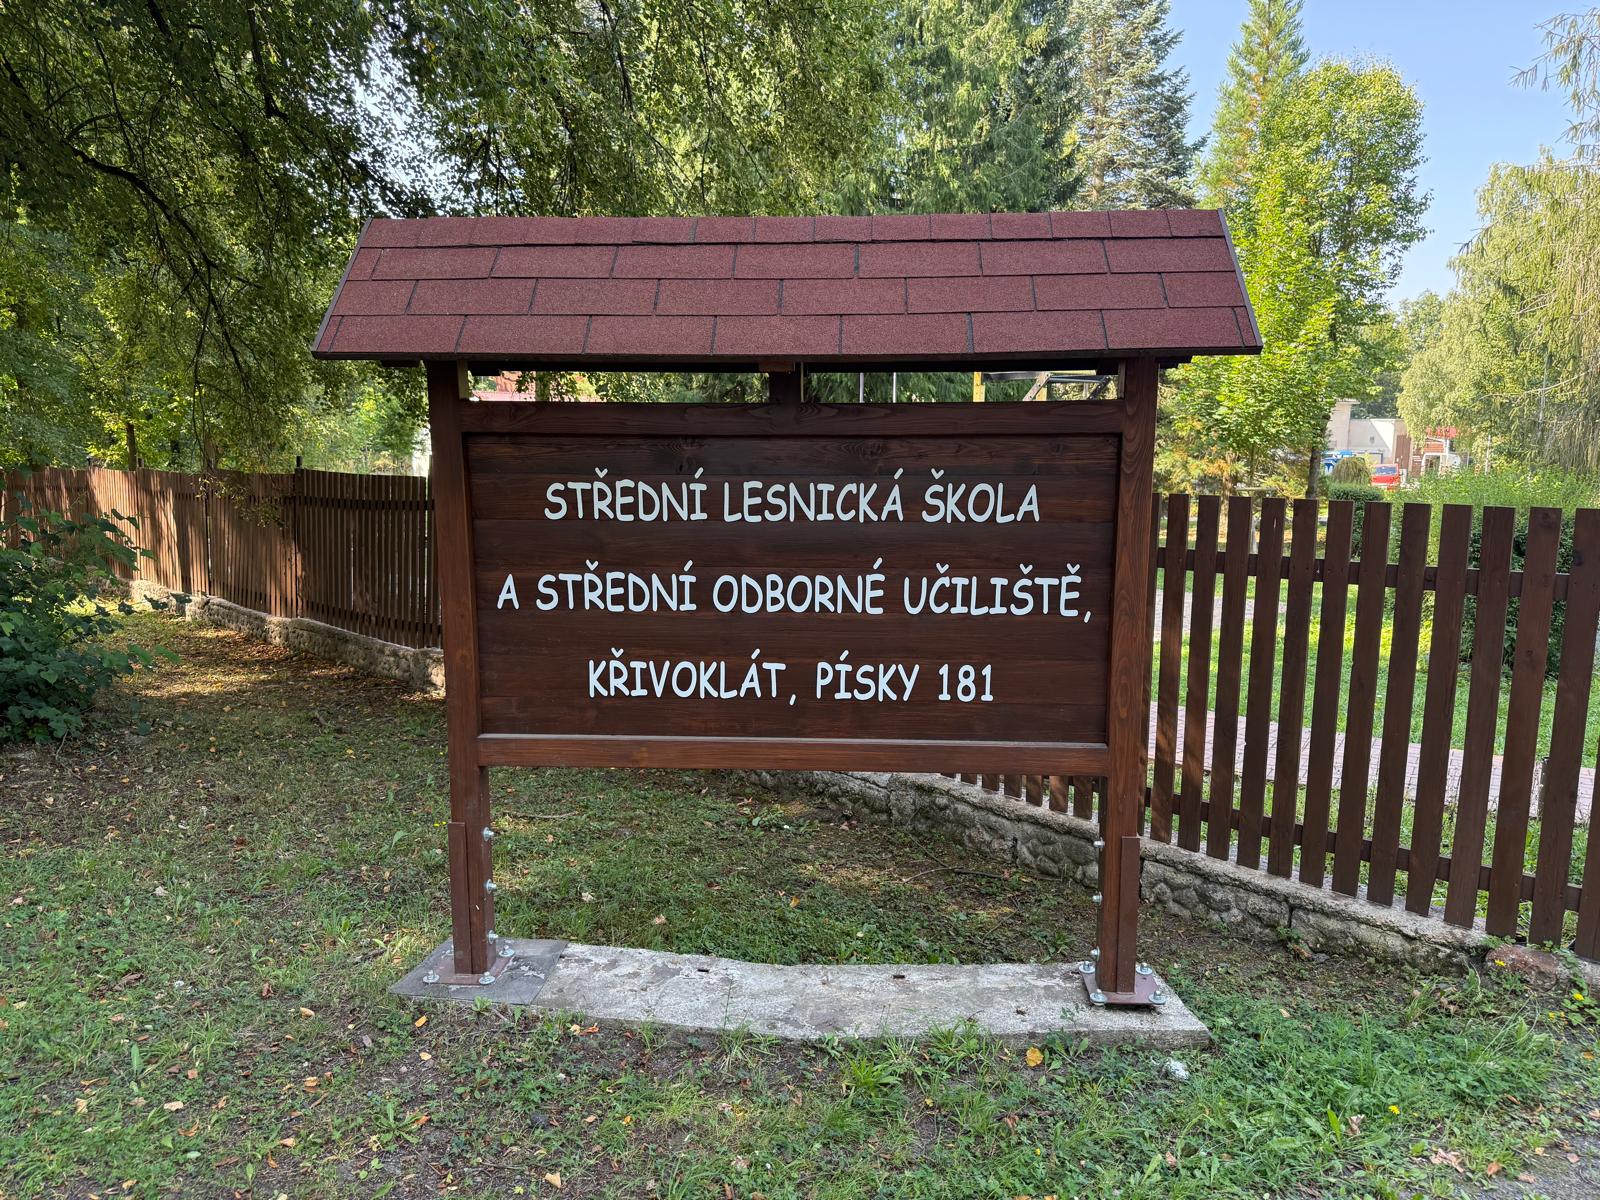 STŘEDNÍ LESNICKÁ ŠKOLA
A STŘEDNÍ ODBORNÉ UČILIŠTĚ,
KŘIVOKLÁT, PÍSKY 181